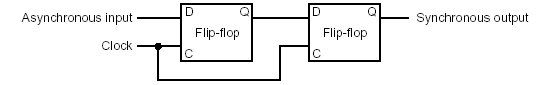 Asynchronous input
D
Q
D
Q
Synchronous output
Flip-flop
Flip-flop
Clock
C
C